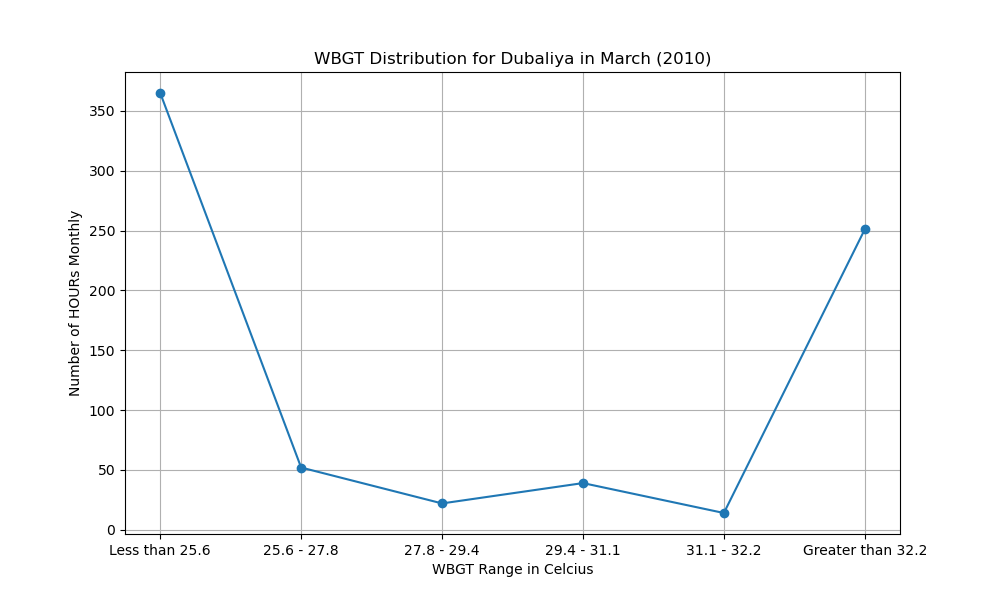 WBGT Distribution for Dubaliya in March (2010)
Number of HOURs Monthly
350
300
250
200
150
100
50
0
Less than 25.6
25.6 - 27.8
27.8 - 29.4
29.4 - 31.1
31.1 - 32.2
Greater than 32.2
WBGT Range in Celcius